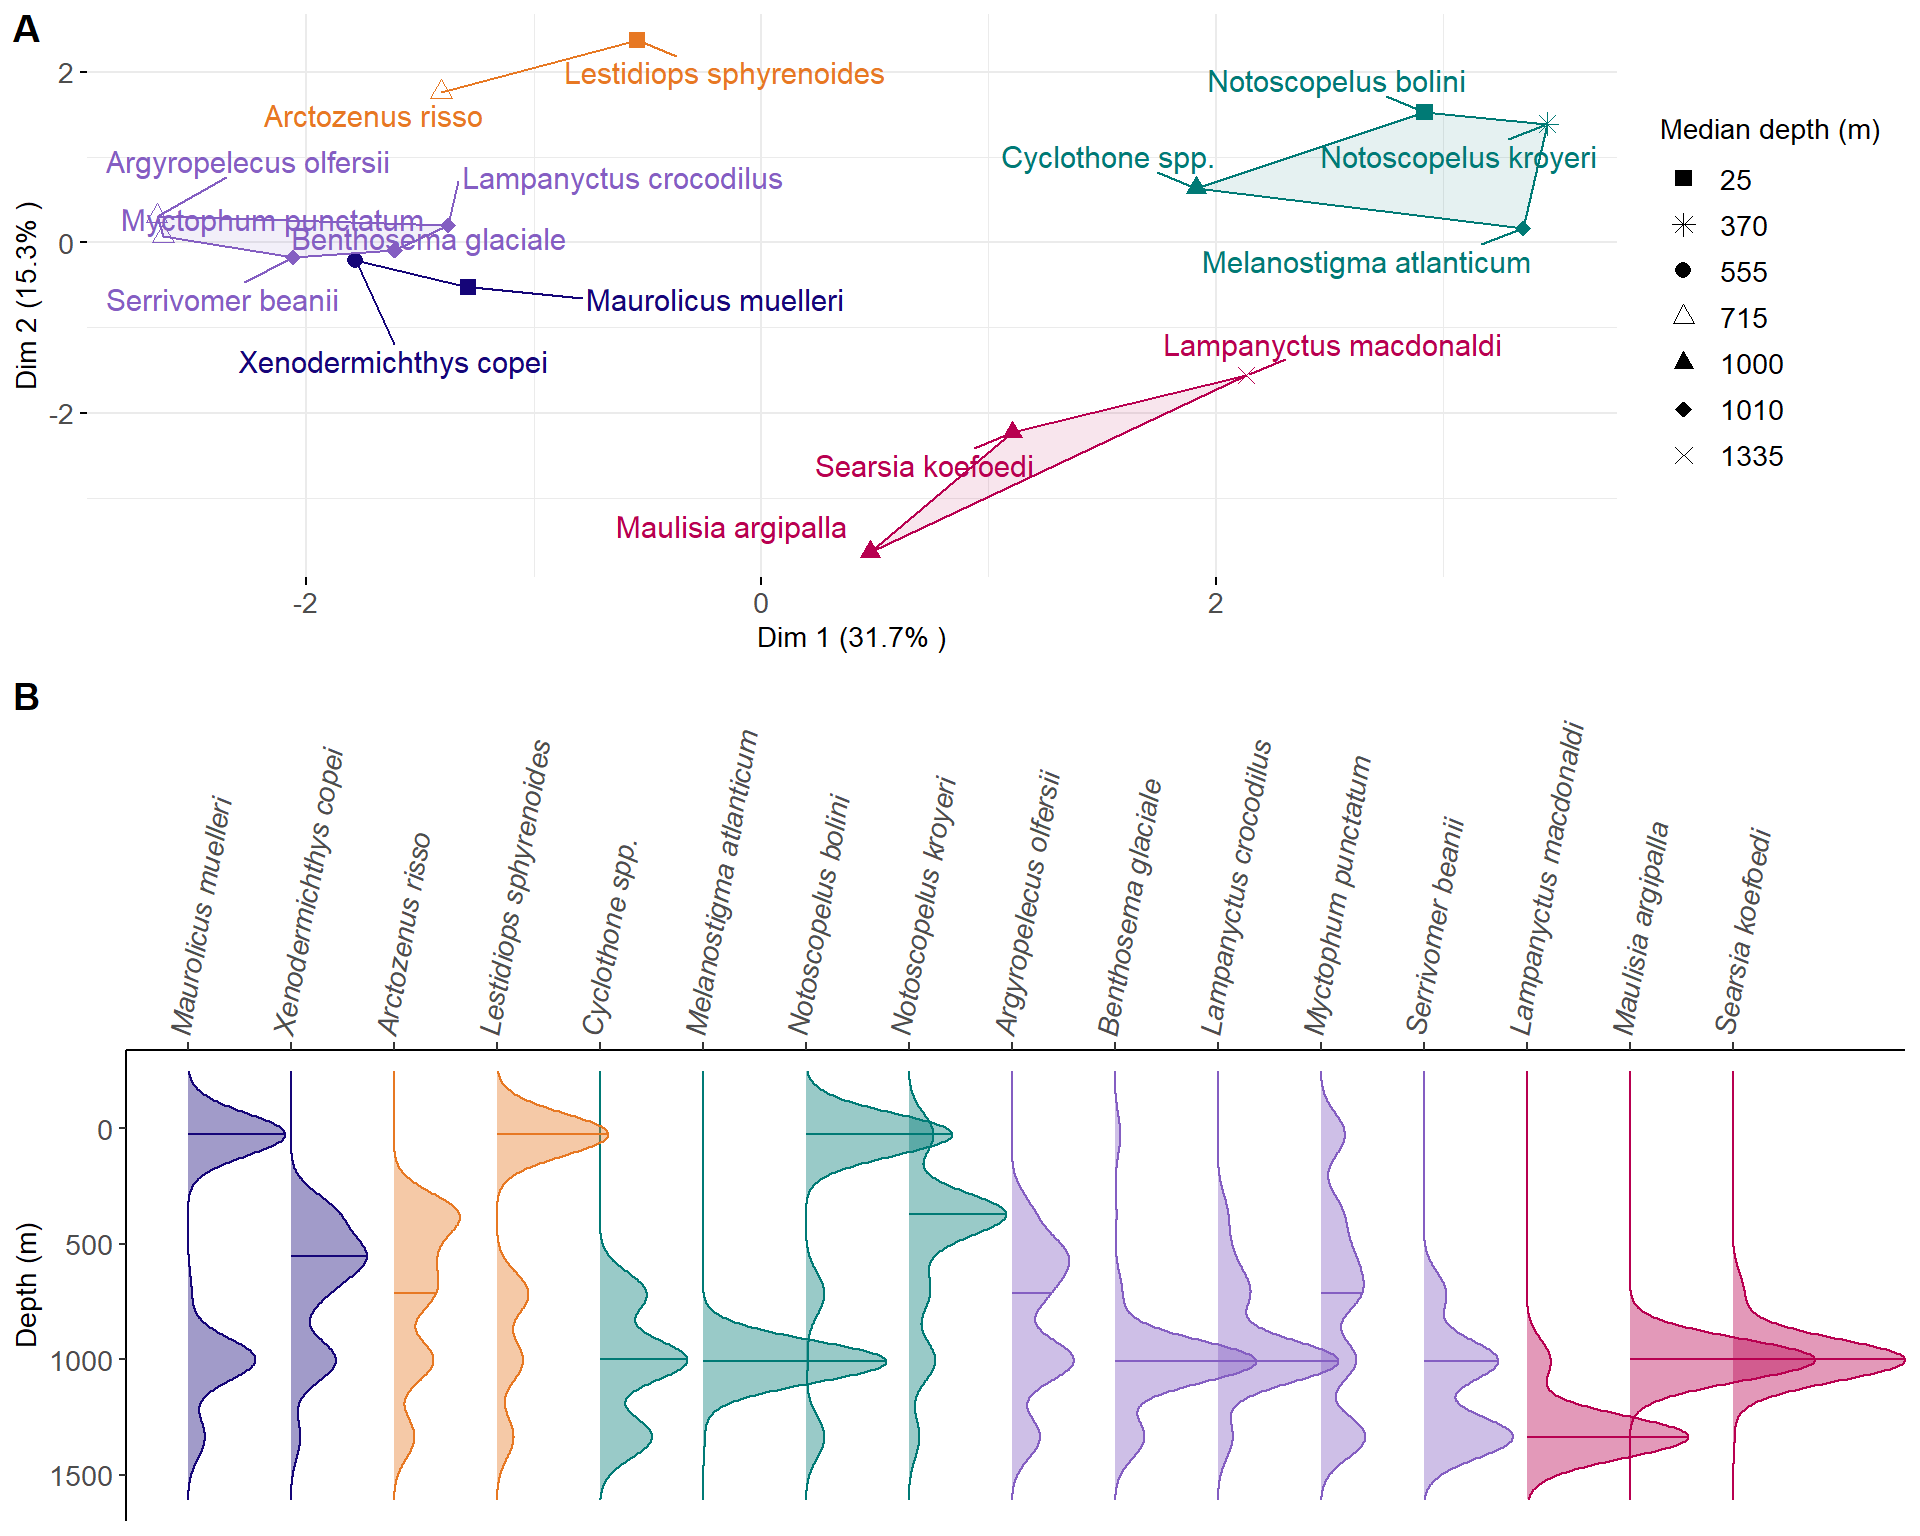 A
Lestidiops sphyrenoides
Arctozenus risso
Argyropelecus olfersii
Lampanyctus crocodilus
Myctophum punctatum
Benthosema glaciale
Serrivomer beanii
Maurolicus muelleri
Xenodermichthys copei
Notoscopelus bolini
Cyclothone spp.
Notoscopelus kroyeri
Melanostigma atlanticum
Lampanyctus macdonaldi
Searsia koefoedi
Maulisia argipalla
2
0
-2
Dim 2 (15.3% )
-2
0
2
Dim 1 (31.7% )
Median depth (m)
25
370
555
715
1000
1010
1335
B
Maurolicus muelleri
Xenodermichthys copei
Arctozenus risso
Lestidiops sphyrenoides
Cyclothone spp.
Melanostigma atlanticum
Notoscopelus bolini
Notoscopelus kroyeri
Argyropelecus olfersii
Benthosema glaciale
Lampanyctus crocodilus
Myctophum punctatum
Serrivomer beanii
Lampanyctus macdonaldi
Maulisia argipalla
Searsia koefoedi
0
500
1000
1500
Depth (m)